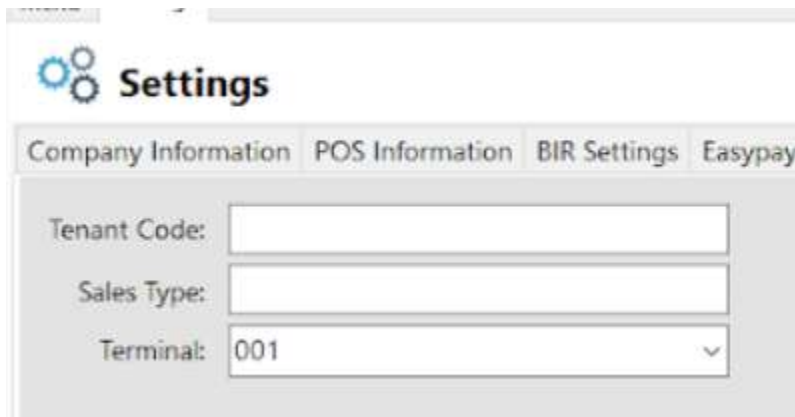 Settings
Company Information POS Information BIR Settings Easypay
Tenant Code:
Sales Type:
Terminal: 001